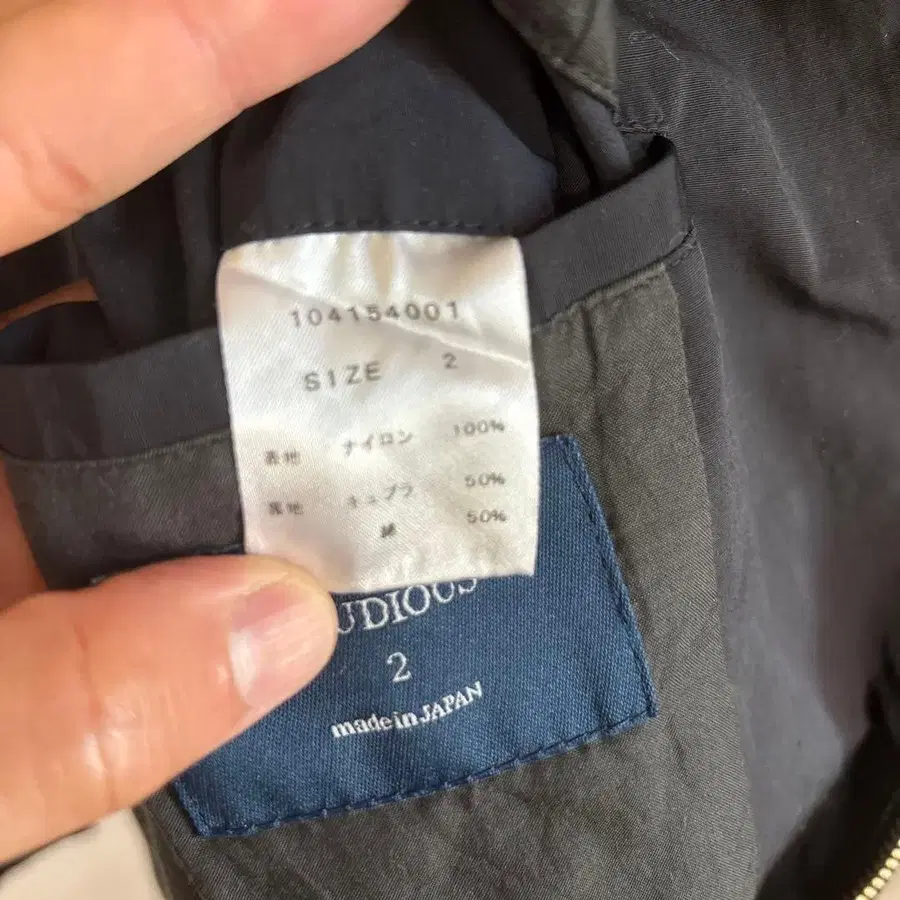 104154001
SIZE 2
表地 ナイロン 100%
裏地 キュプラ 50%
綿 50%
UDIOUS
2
made in JAPAN